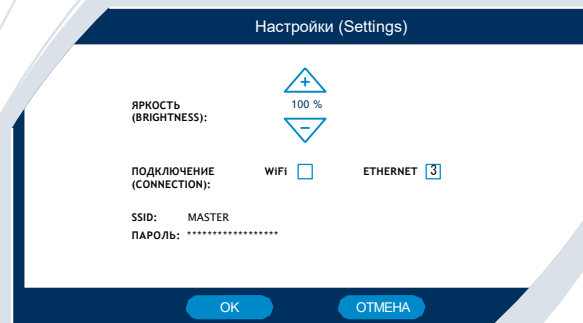 Настройки (Settings)
+
ЯРКОСТЬ
(BRIGHTNESS):
100 %
−
ПОДКЛЮЧЕНИЕ
(CONNECTION):
WiFi
ETHERNET 3
SSID: MASTER
ПАРОЛЬ: ******************
OK ОТМЕНА